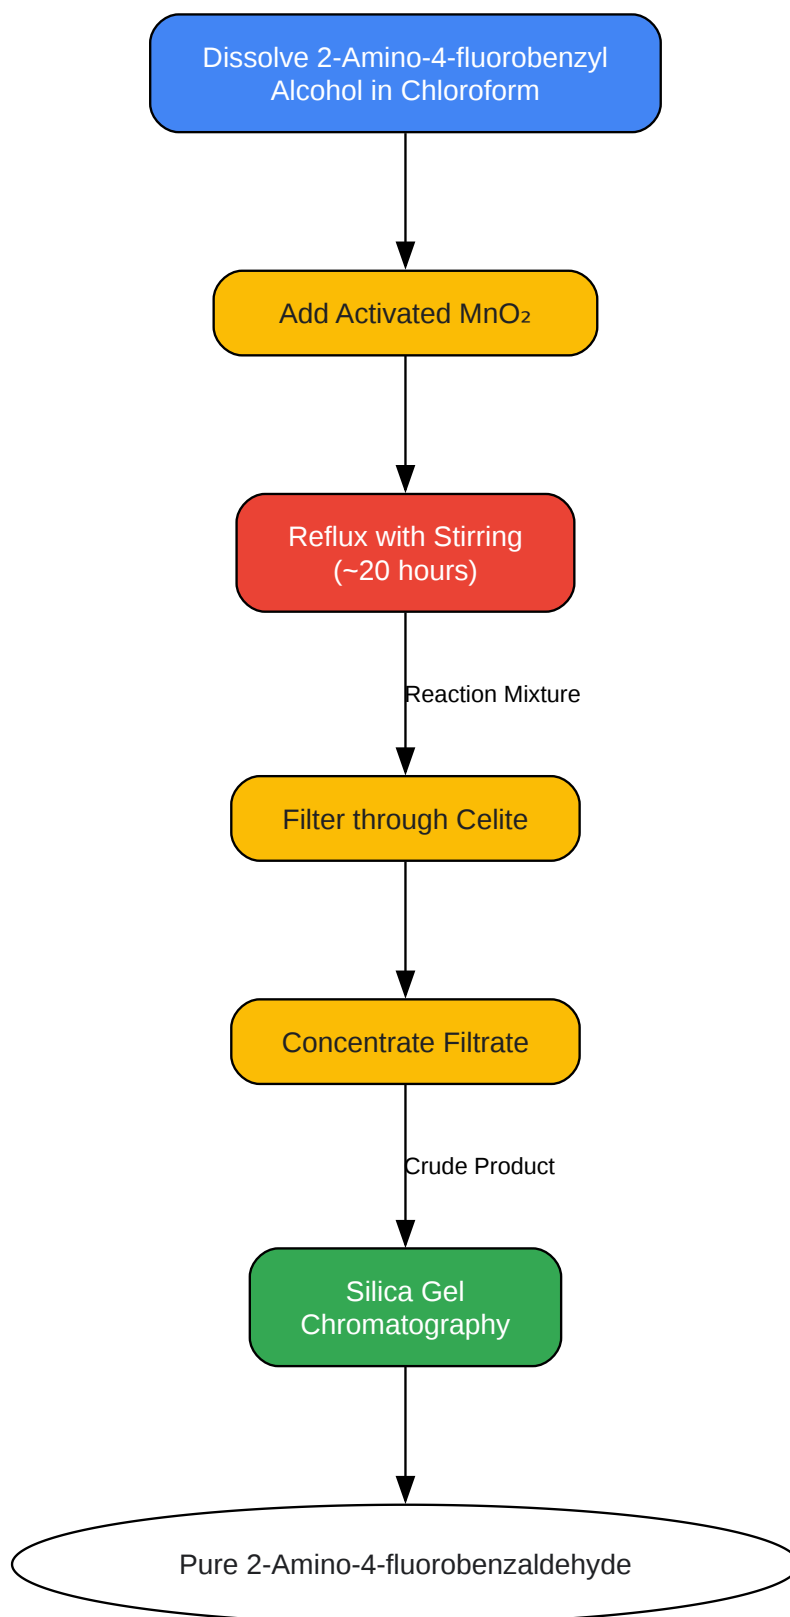 Dissolve 2-Amino-4-fluorobenzyl
Alcohol in Chloroform
Add Activated MnO₂
Reflux with Stirring
(~20 hours)
Reaction Mixture
Filter through Celite
Concentrate Filtrate
Crude Product
Silica Gel
Chromatography
Pure 2-Amino-4-fluorobenzaldehyde